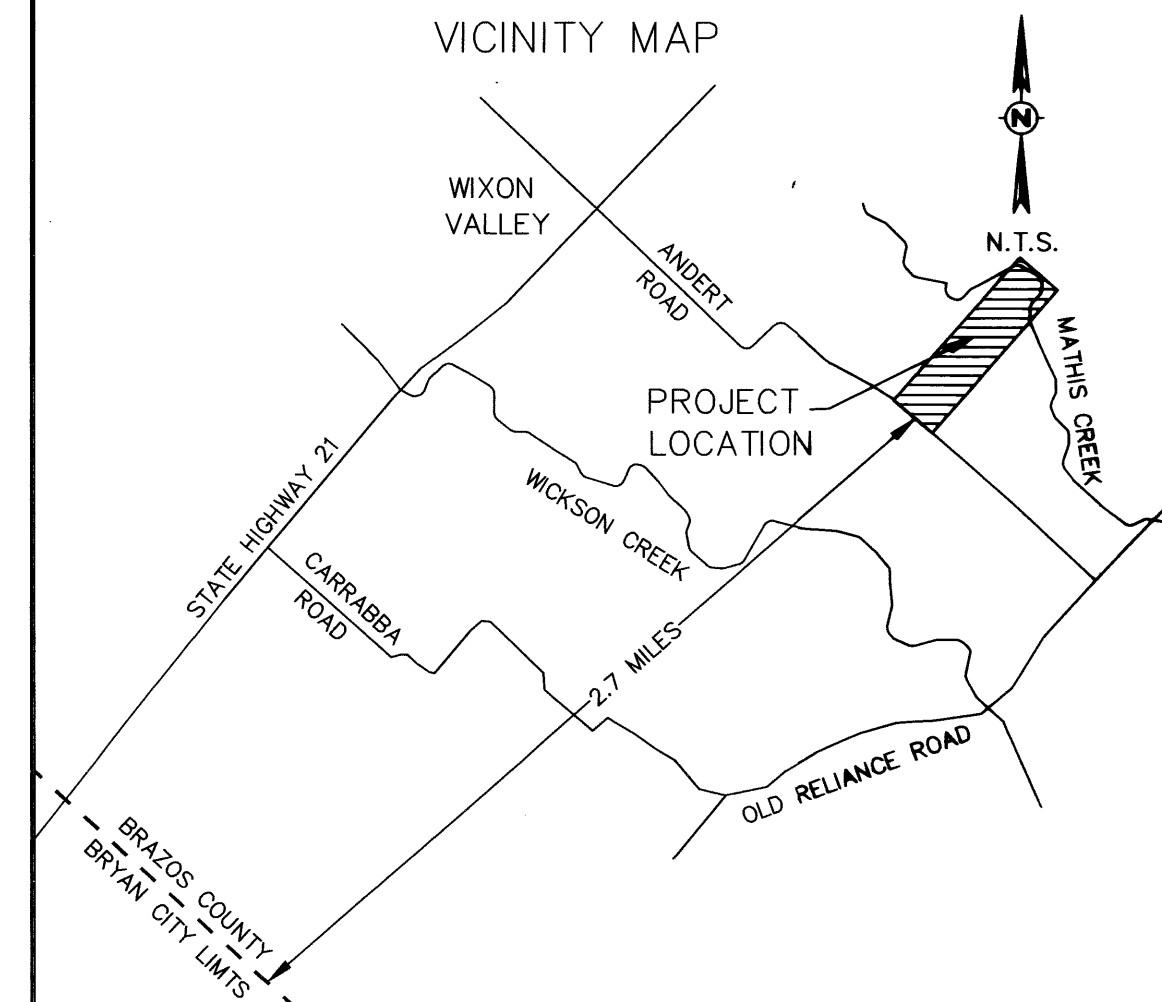 VICINITY MAP
N
N.T.S.
WIXON
VALLEY
ANDERT
ROAD
MATHIS CREEK
PROJECT
LOCATION
STATE HIGHWAY 21
WICKSON CREEK
CARRABBA
ROAD
2.7 MILES
OLD RELIANCE ROAD
BRAZOS COUNTY
BRYAN CITY LIMTS